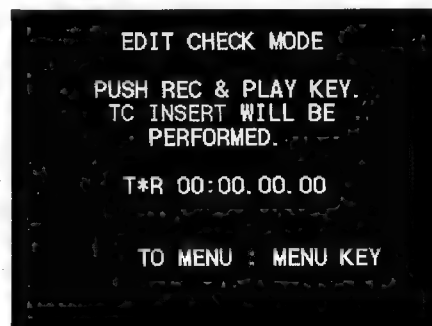 EDIT CHECK MODE
PUSH REC & PLAY KEY.
TC INSERT WILL BE
PERFORMED.
T*R 00:00.00.00
TO MENU : MENU KEY